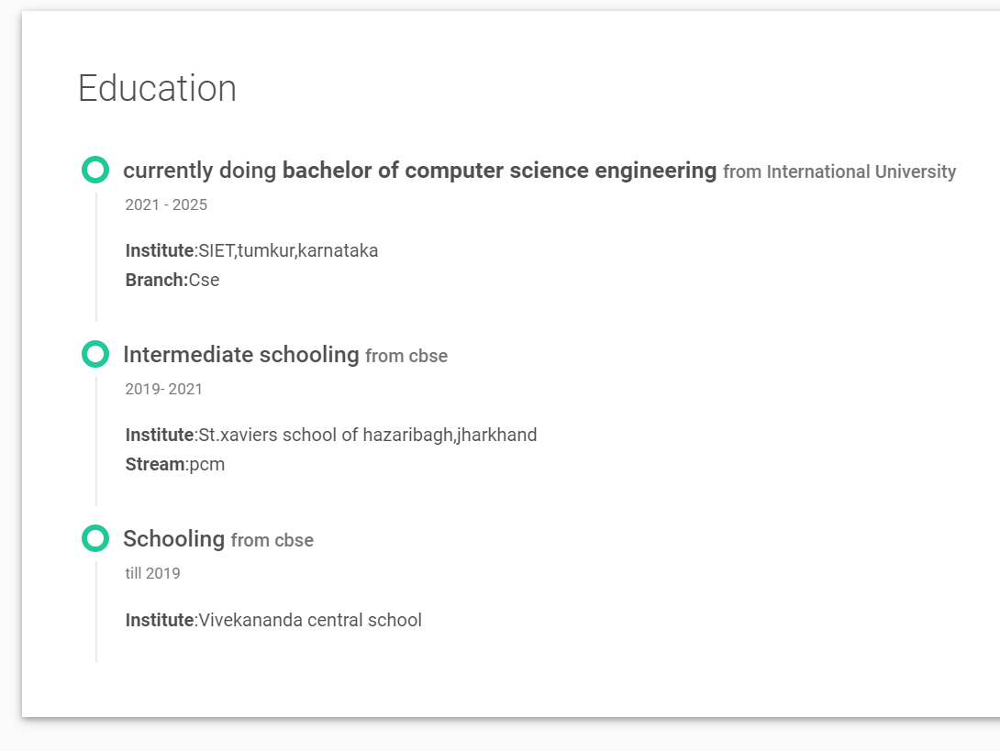 Education
currently doing bachelor of computer science engineering from International University
2021 - 2025
Institute:SIET,tumkur,karnataka
Branch:Cse
Intermediate schooling from cbse
2019- 2021
Institute:St.xaviers school of hazaribagh,jharkhand
Stream:pcm
Schooling from cbse
till 2019
Institute:Vivekananda central school